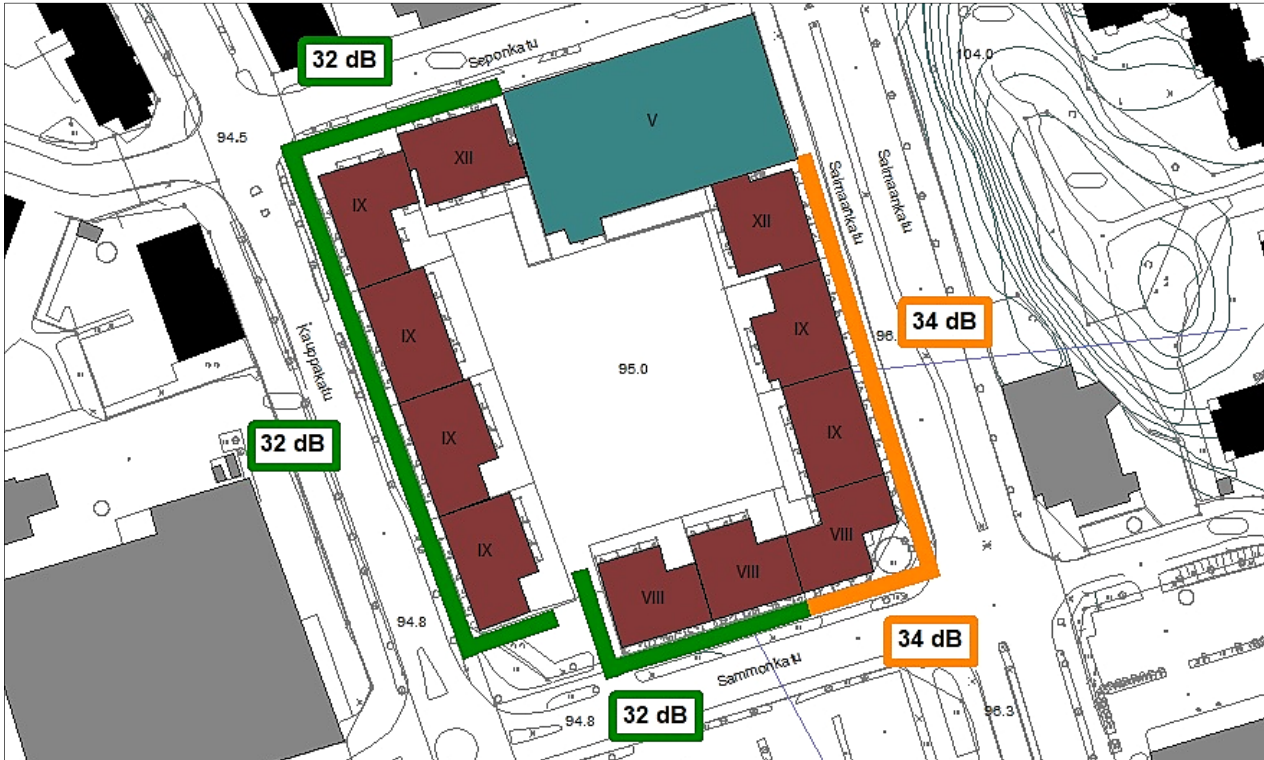 32 dB
Seponkatu
104.0
94.5
V
XII
IX
Salmaankatu
Salmaankatu
XII
IX
IX
34 dB
96.
Kauppakatu
95.0
IX
IX
32 dB
IX
VIII
VIII
VIII
94.8
34 dB
Sammonkatu
32 dB
94.8
96.3